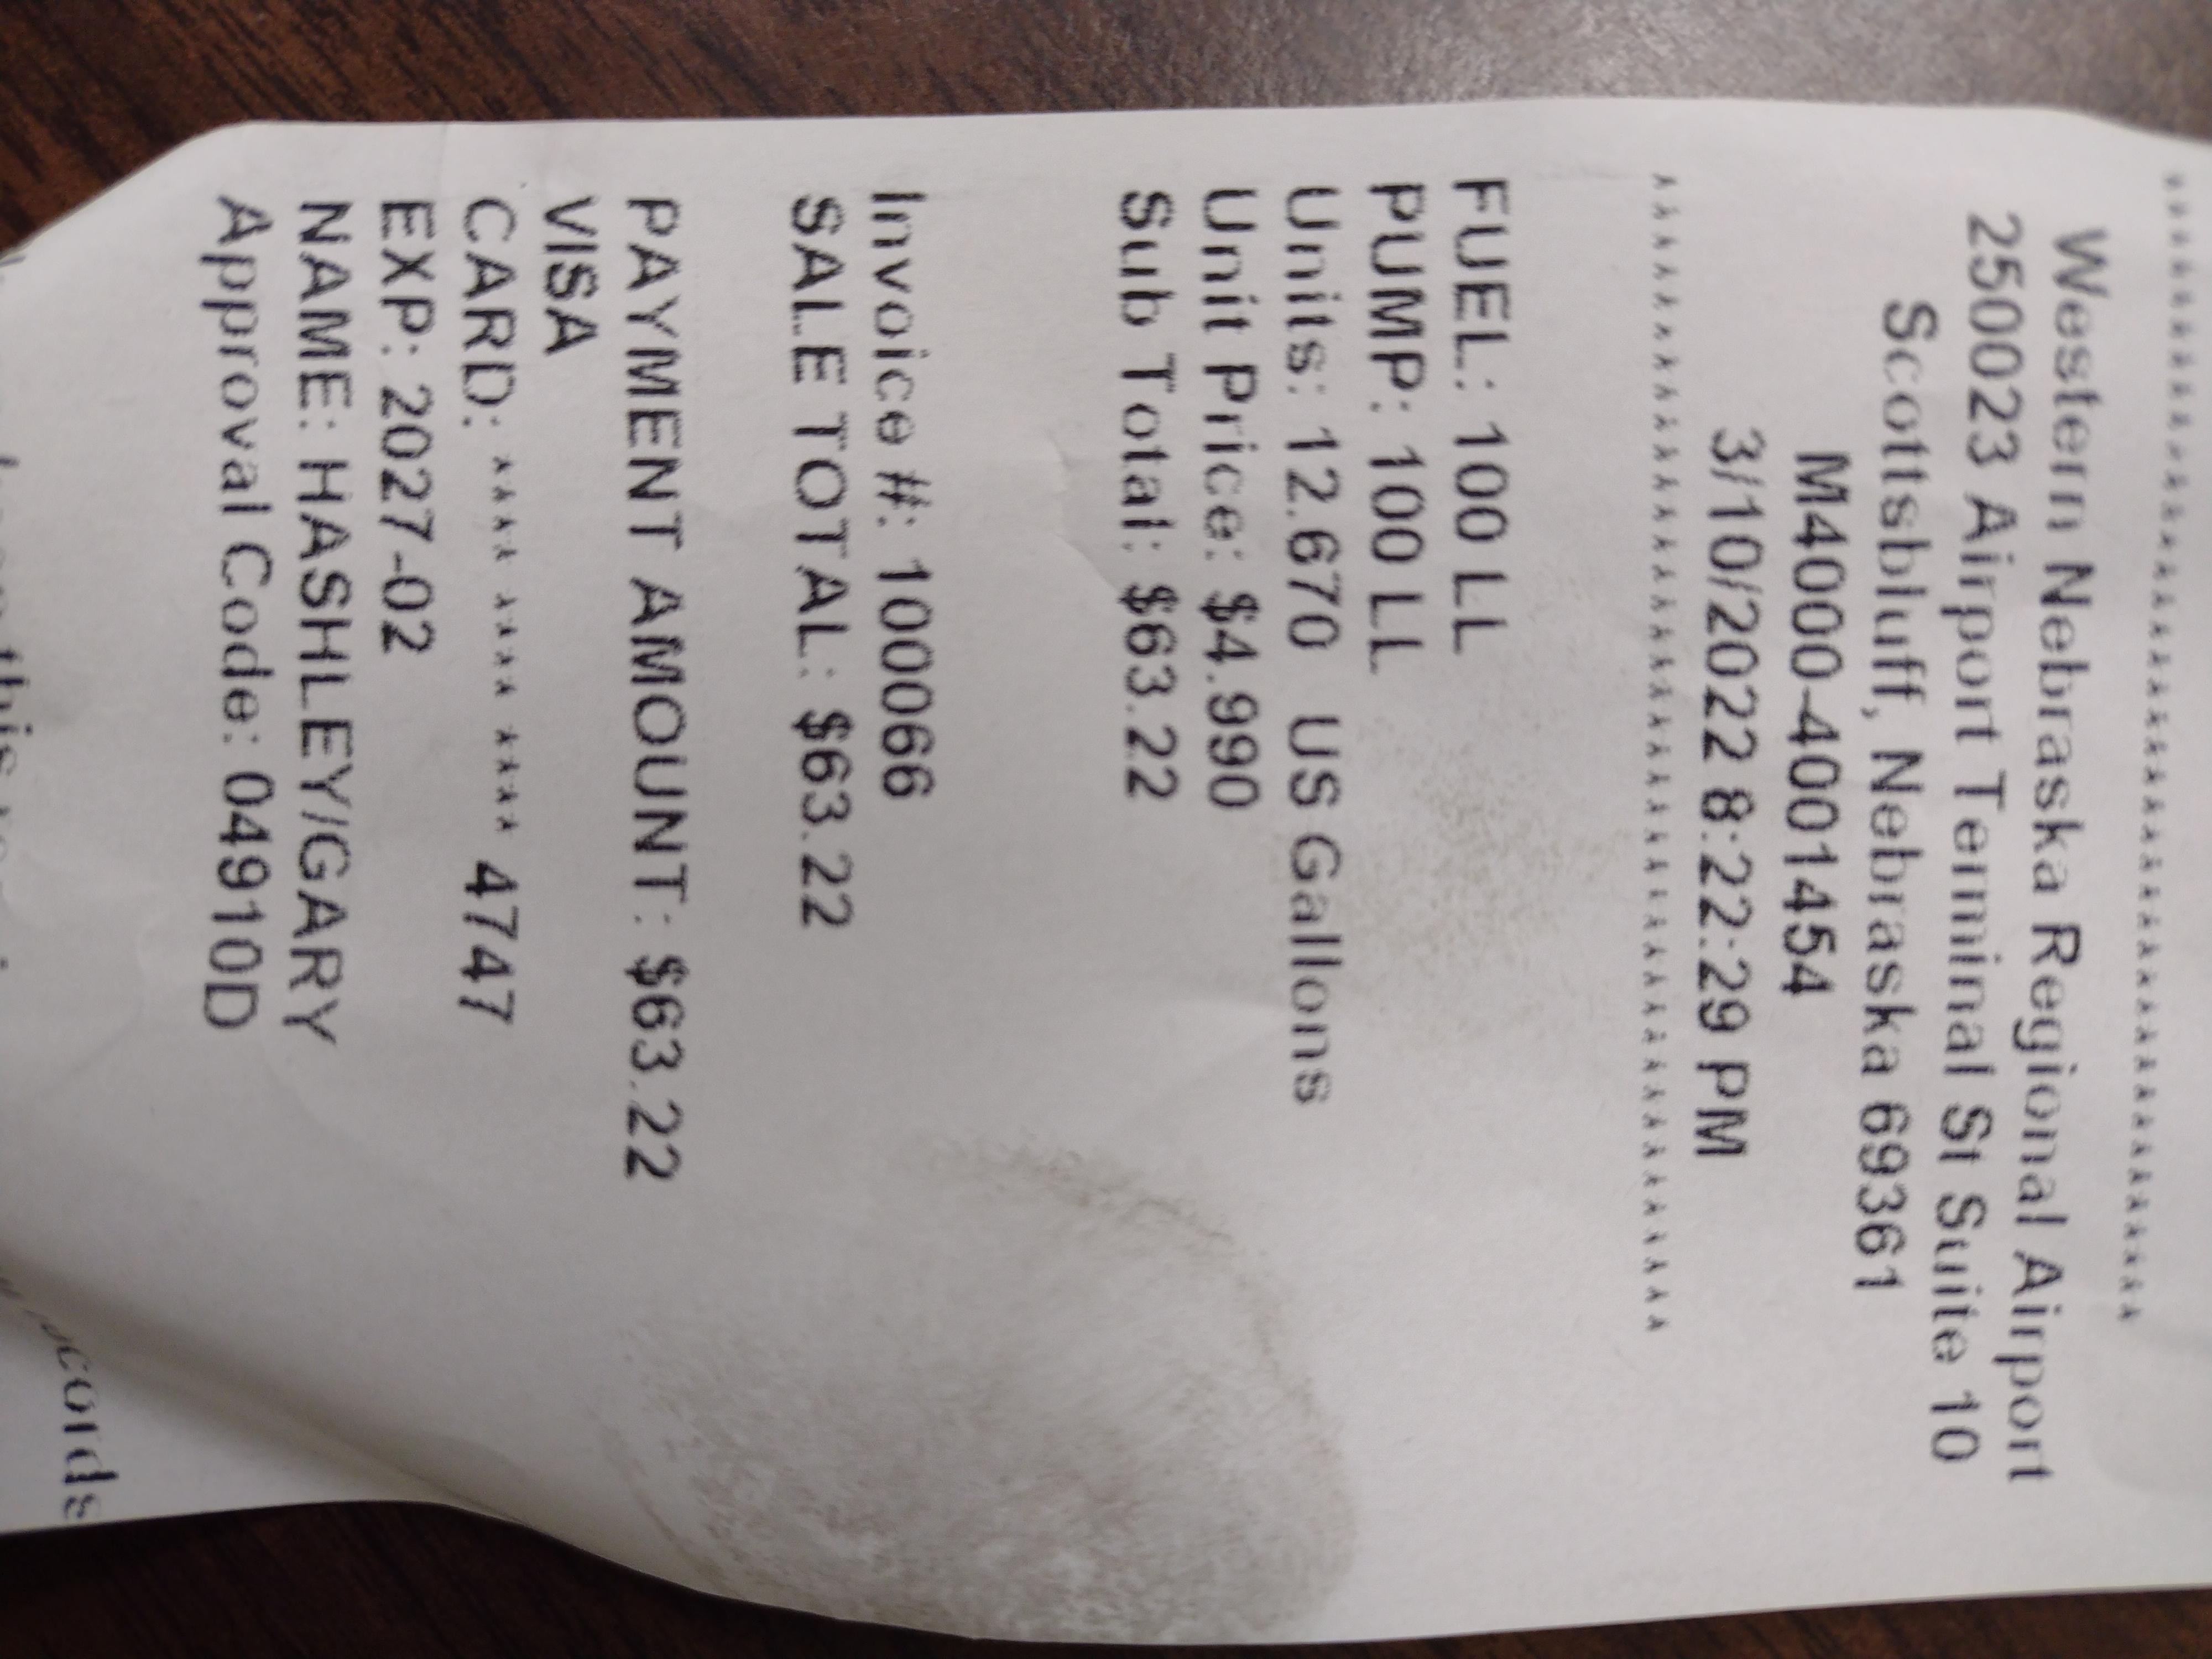 ****************************************
Western Nebraska Regional Airport
250023 Airport Terminal St Suite 10
Scottsbluff, Nebraska 69361
M4000-4001454
3/10/2022 8:22:29 PM
****************************************
FUEL: 100 LL
PUMP: 100 LL
Units: 12.670 US Gallons
Unit Price: $4.990
Sub Total: $63.22
Invoice #: 100066
SALE TOTAL: $63.22
PAYMENT AMOUNT: $63.22
VISA
CARD: **** **** **** 4747
EXP: 2027-02
NAME: HASHLEY/GARY
Approval Code: 04910D
this